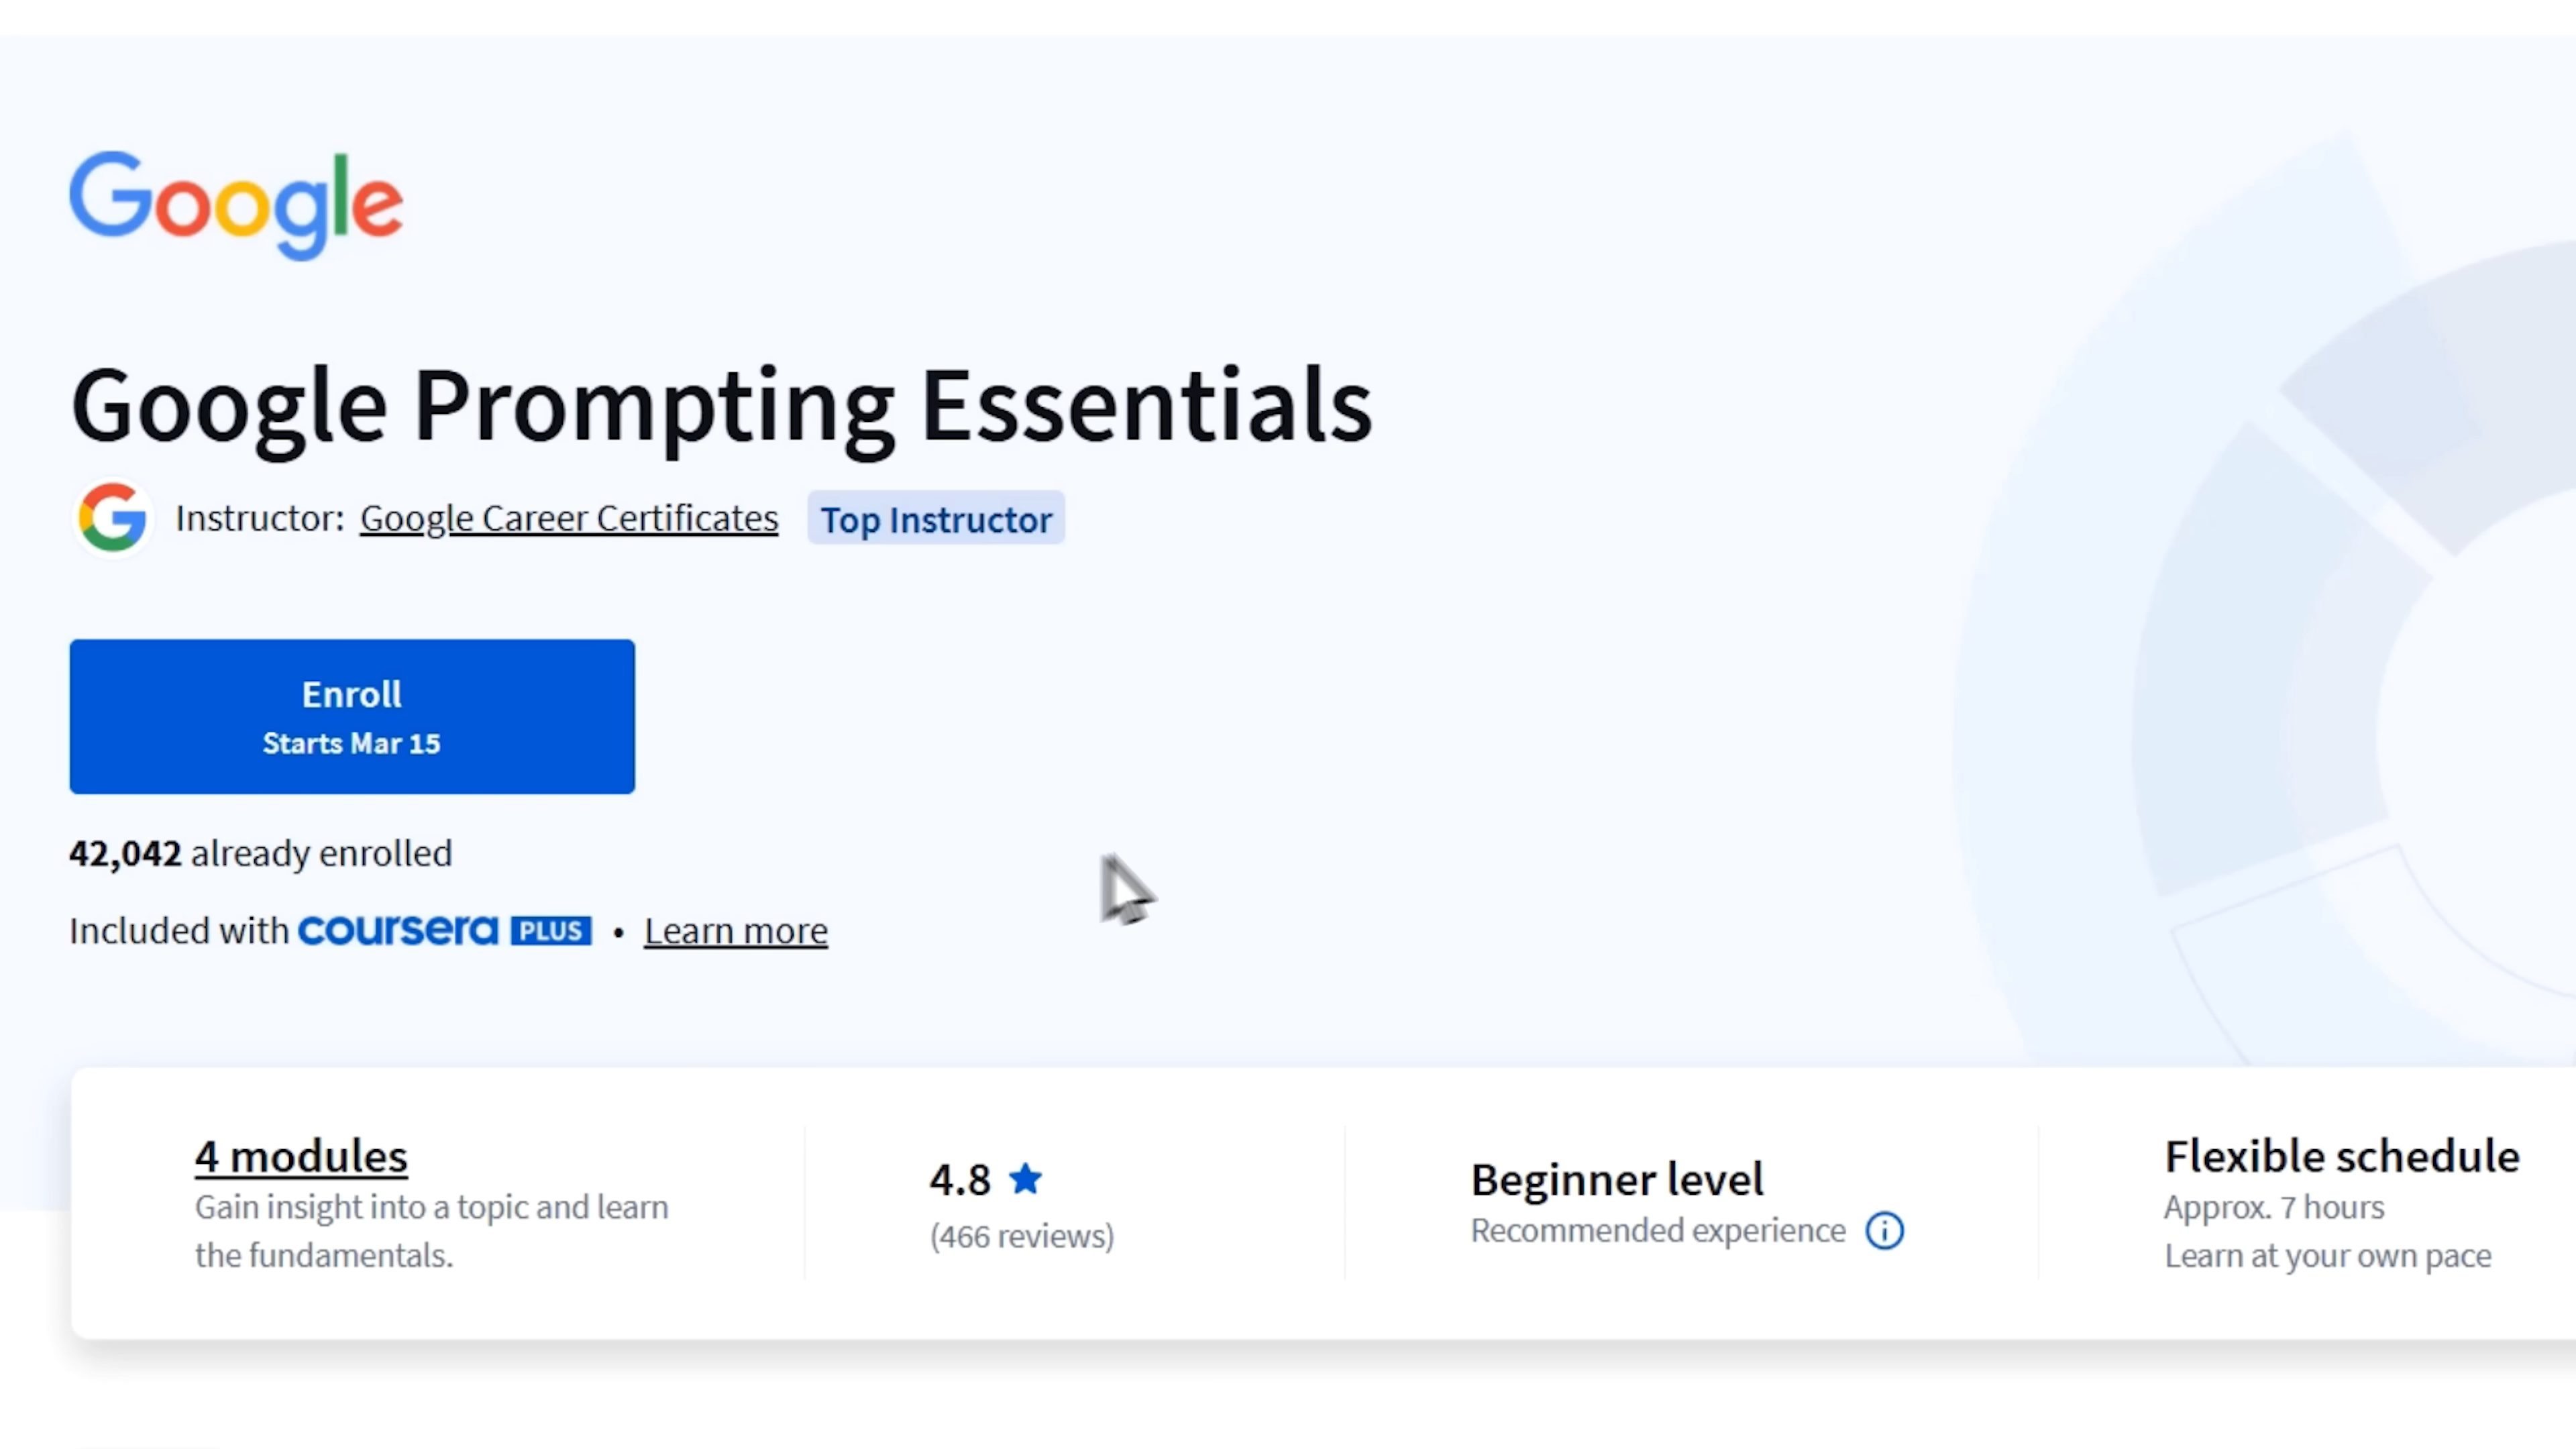 Google
Google Prompting Essentials
Instructor: Google Career Certificates Top Instructor
Enroll
Starts Mar 15
42,042 already enrolled
Included with coursera PLUS • Learn more
4 modules
Gain insight into a topic and learn
the fundamentals.
4.8 ★
(466 reviews)
Beginner level
Recommended experience
Flexible schedule
Approx. 7 hours
Learn at your own pace